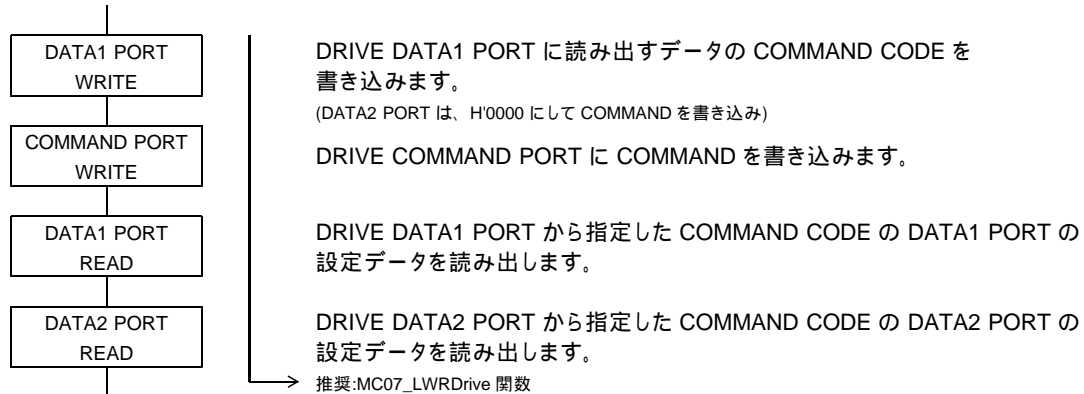 DATA1 PORT
WRITE
DRIVE DATA1 PORT に読み出すデータの COMMAND CODE を
書き込みます。
(DATA2 PORT は、H'0000 にして COMMAND を書き込み)
COMMAND PORT
WRITE
DRIVE COMMAND PORT に COMMAND を書き込みます。
DATA1 PORT
READ
DRIVE DATA1 PORT から指定した COMMAND CODE の DATA1 PORT の
設定データを読み出します。
DATA2 PORT
READ
DRIVE DATA2 PORT から指定した COMMAND CODE の DATA2 PORT の
設定データを読み出します。
推奨:MC07_LWRDrive 関数